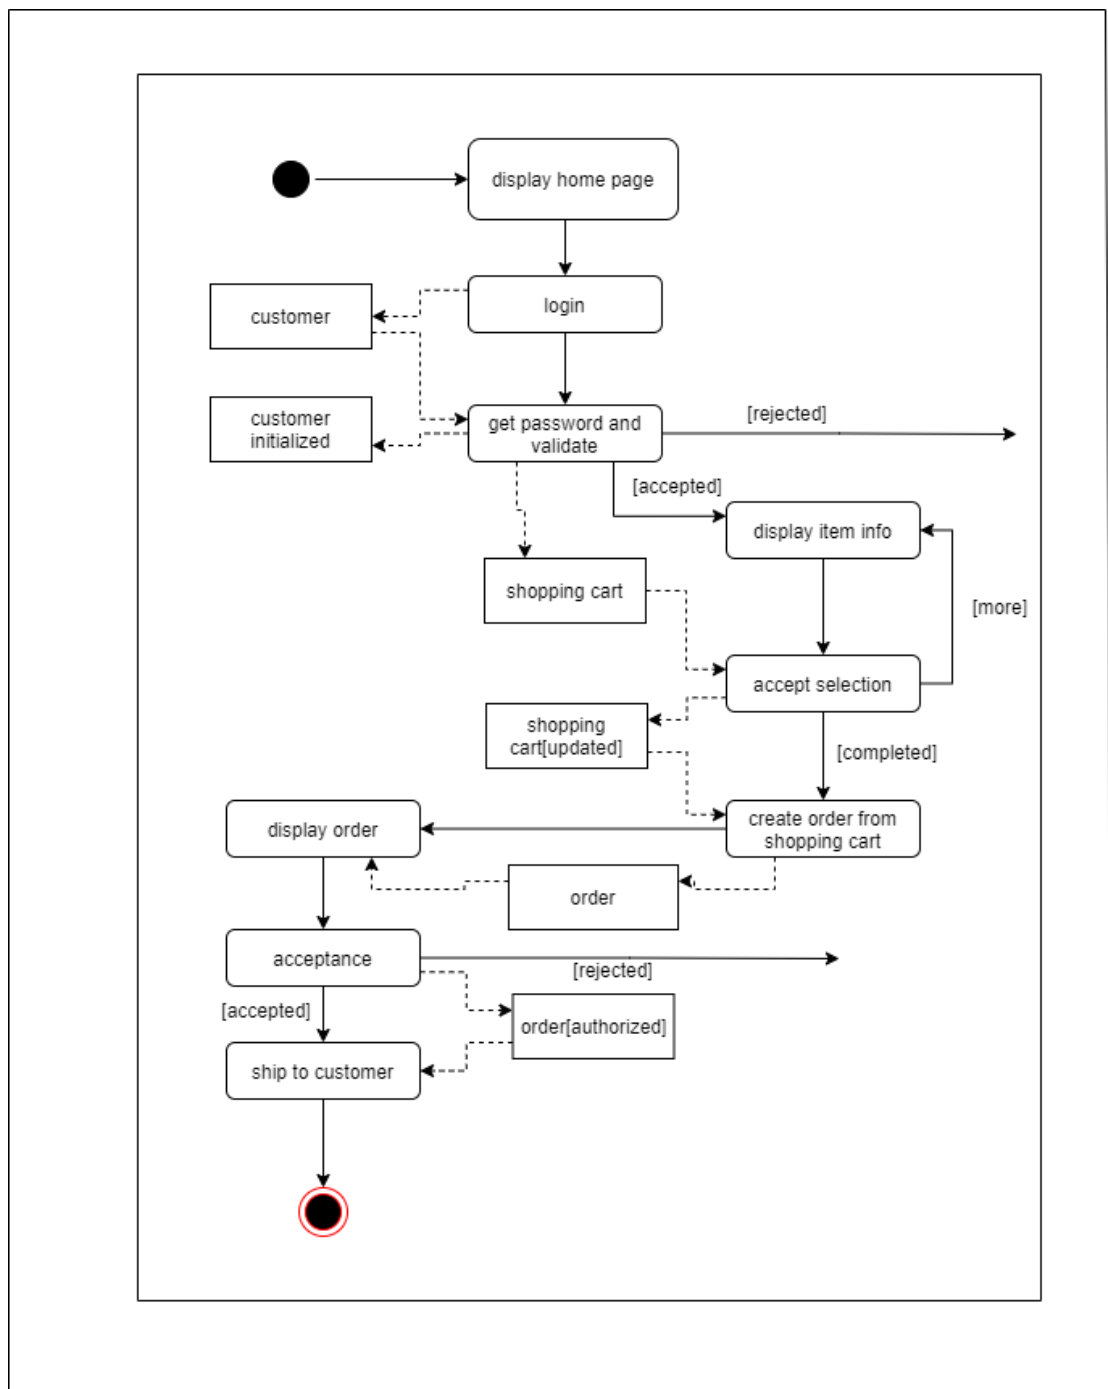 display home page
login
customer
customer
initialized
get password and
validate
[rejected]
[accepted]
display item info
shopping cart
[more]
accept selection
shopping
cart[updated]
[completed]
create order from
shopping cart
display order
order
acceptance
[rejected]
[accepted]
order[authorized]
ship to customer